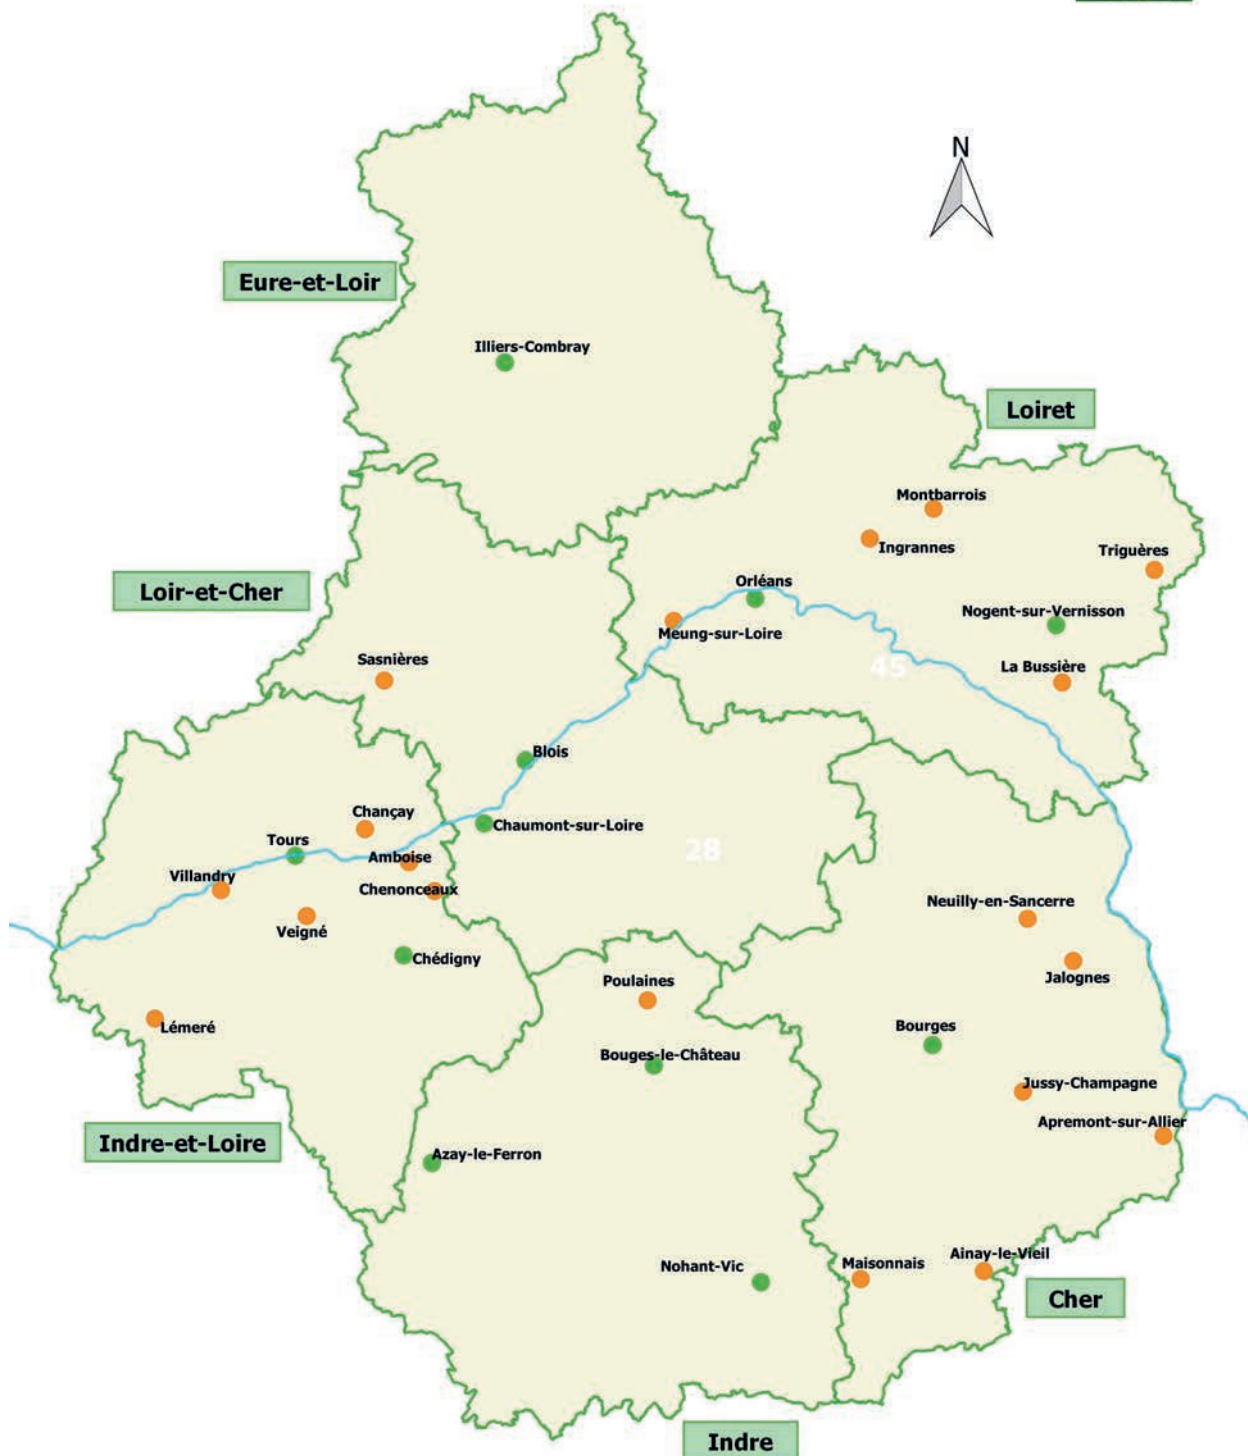 N
Eure-et-Loir
Illiers-Combray
Loiret
Montbarrois
Ingrannes
Triguères
Loir-et-Cher
Orléans
Nogent-sur-Vernisson
Meung-sur-Loire
Sasnières
45
La Bussière
Blois
Chançay
Chaumont-sur-Loire
Tours
28
Amboise
Villandry
Chenonceaux
Neuilly-en-Sancerre
Veigné
Chédigny
Poulaines
Jalognes
Lémeré
Bourges
Bouges-le-Château
Jussy-Champagne
Apremont-sur-Allier
Indre-et-Loire
Azay-le-Ferron
Nohant-Vic
Maisonnais
Ainay-le-Vieil
Cher
Indre